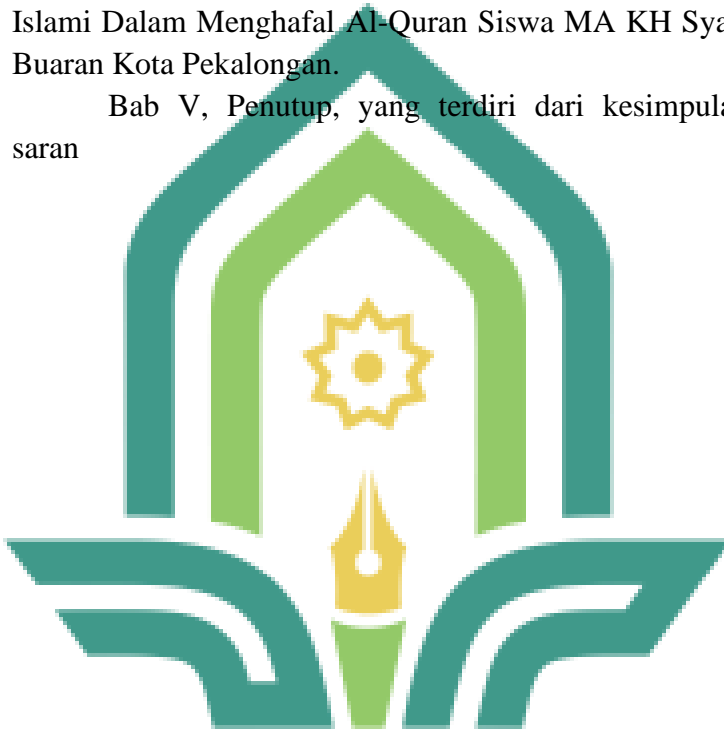 Islami Dalam Menghafal Al-Quran Siswa MA KH Sya
Buaran Kota Pekalongan.
Bab V, Penutup, yang terdiri dari kesimpula
saran